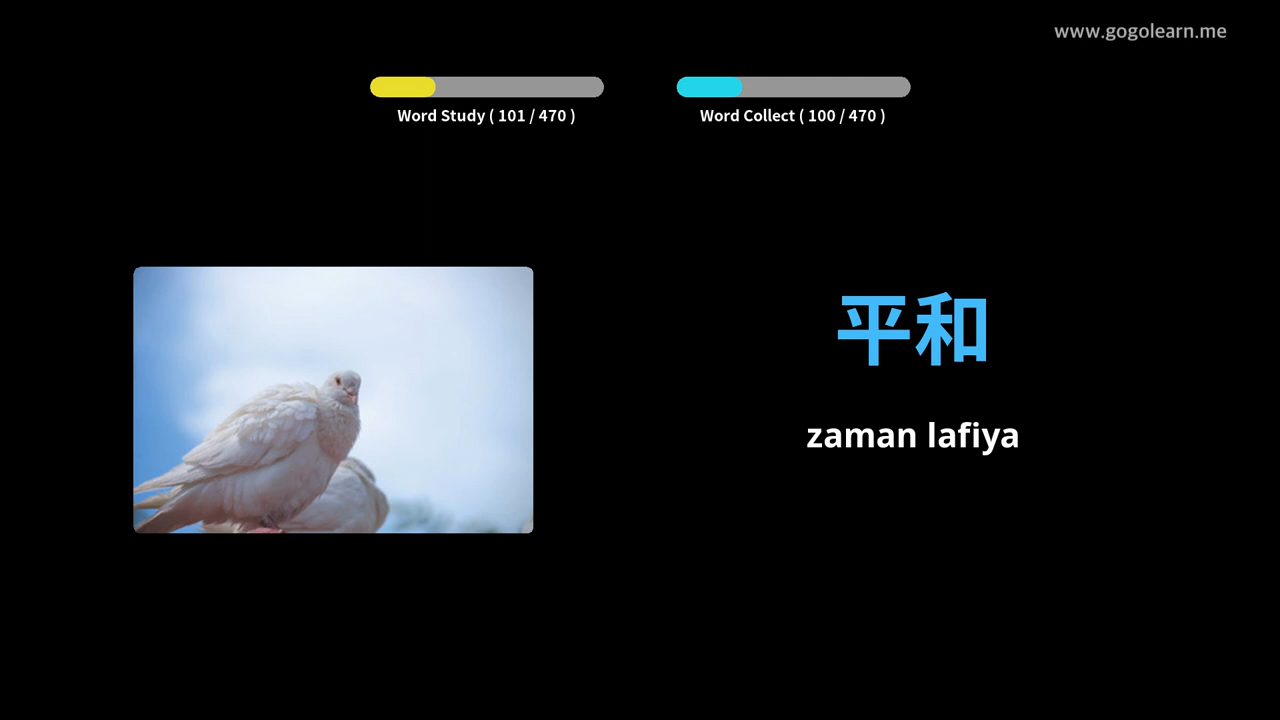 www.gogolearn.me
Word Study ( 101 / 470 )
Word Collect ( 100 / 470 )
平和
zaman lafiya